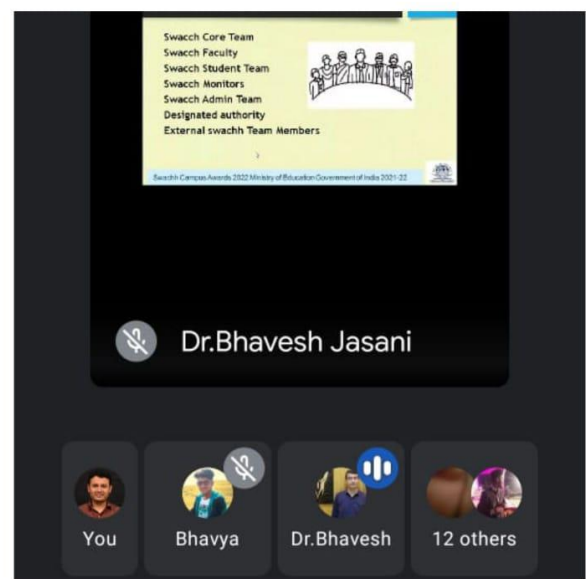 Swacch Core Team
Swacch Faculty
Swacch Student Team
Swacch Monitors
Swacch Admin Team
Designated authority
External swachh Team Members
Swachh Campus Awards 2022 Ministry of Education Government of India 2021-22
Dr.Bhavesh Jasani
You
Bhavya
Dr.Bhavesh
12 others